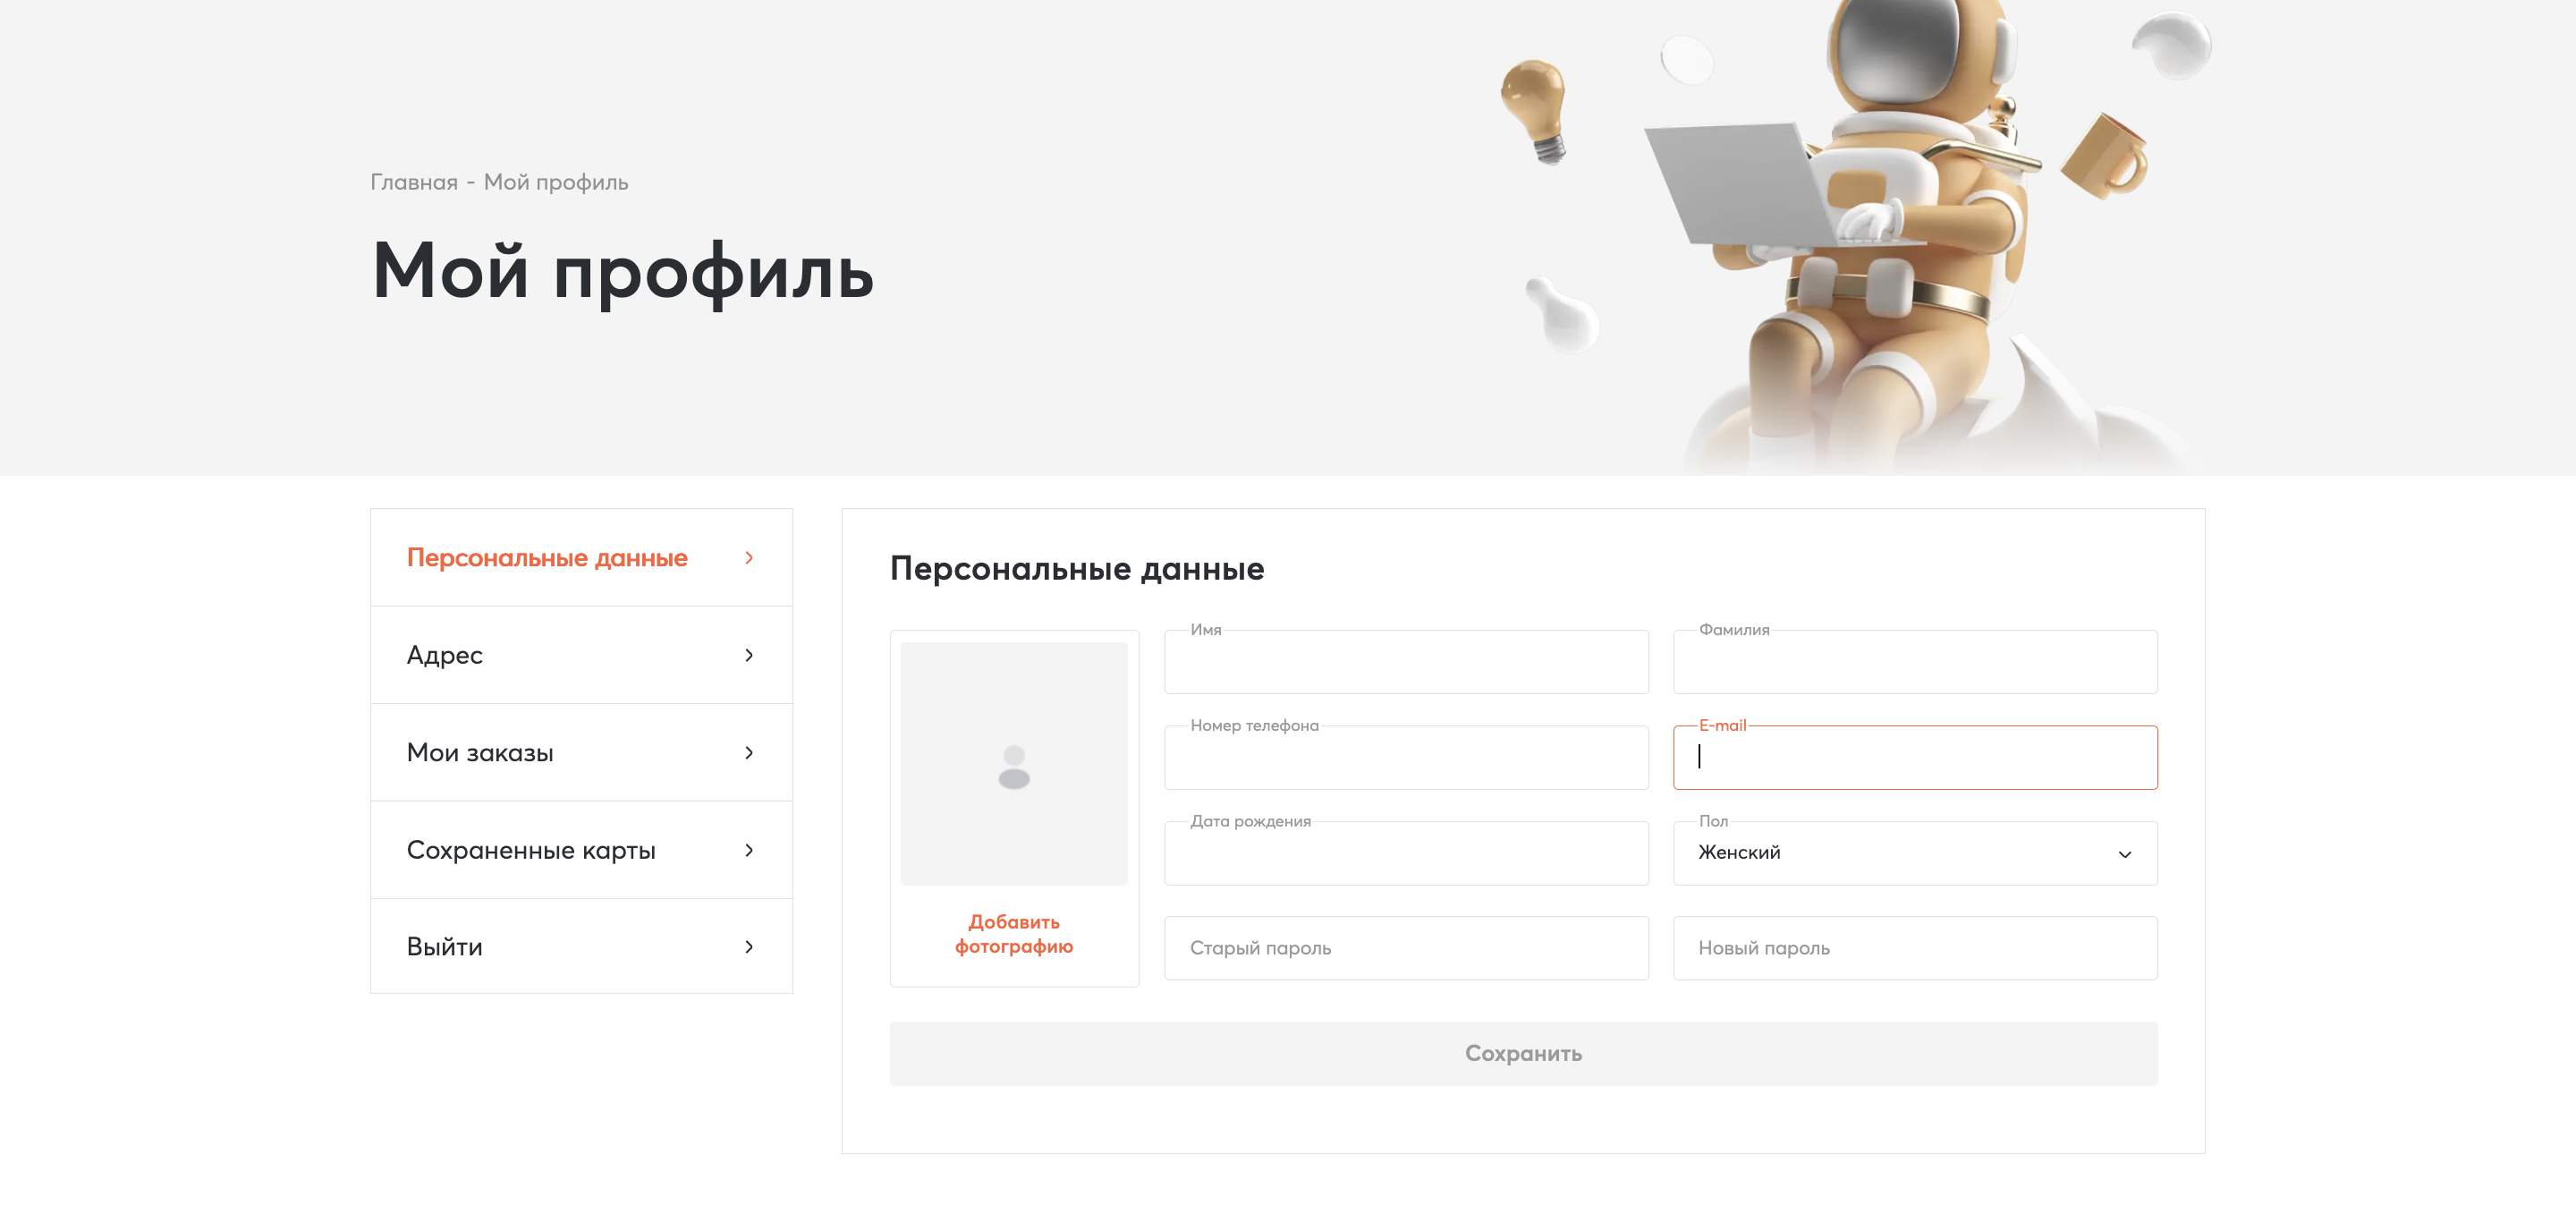 Главная - Мой профиль
Мой профиль
Персональные данные
Адрес
Мои заказы
Сохраненные карты
Выйти
Персональные данные
Имя
Фамилия
Номер телефона
E-mail
Дата рождения
Пол
Женский
Добавить
фотографию
Старый пароль
Новый пароль
Сохранить